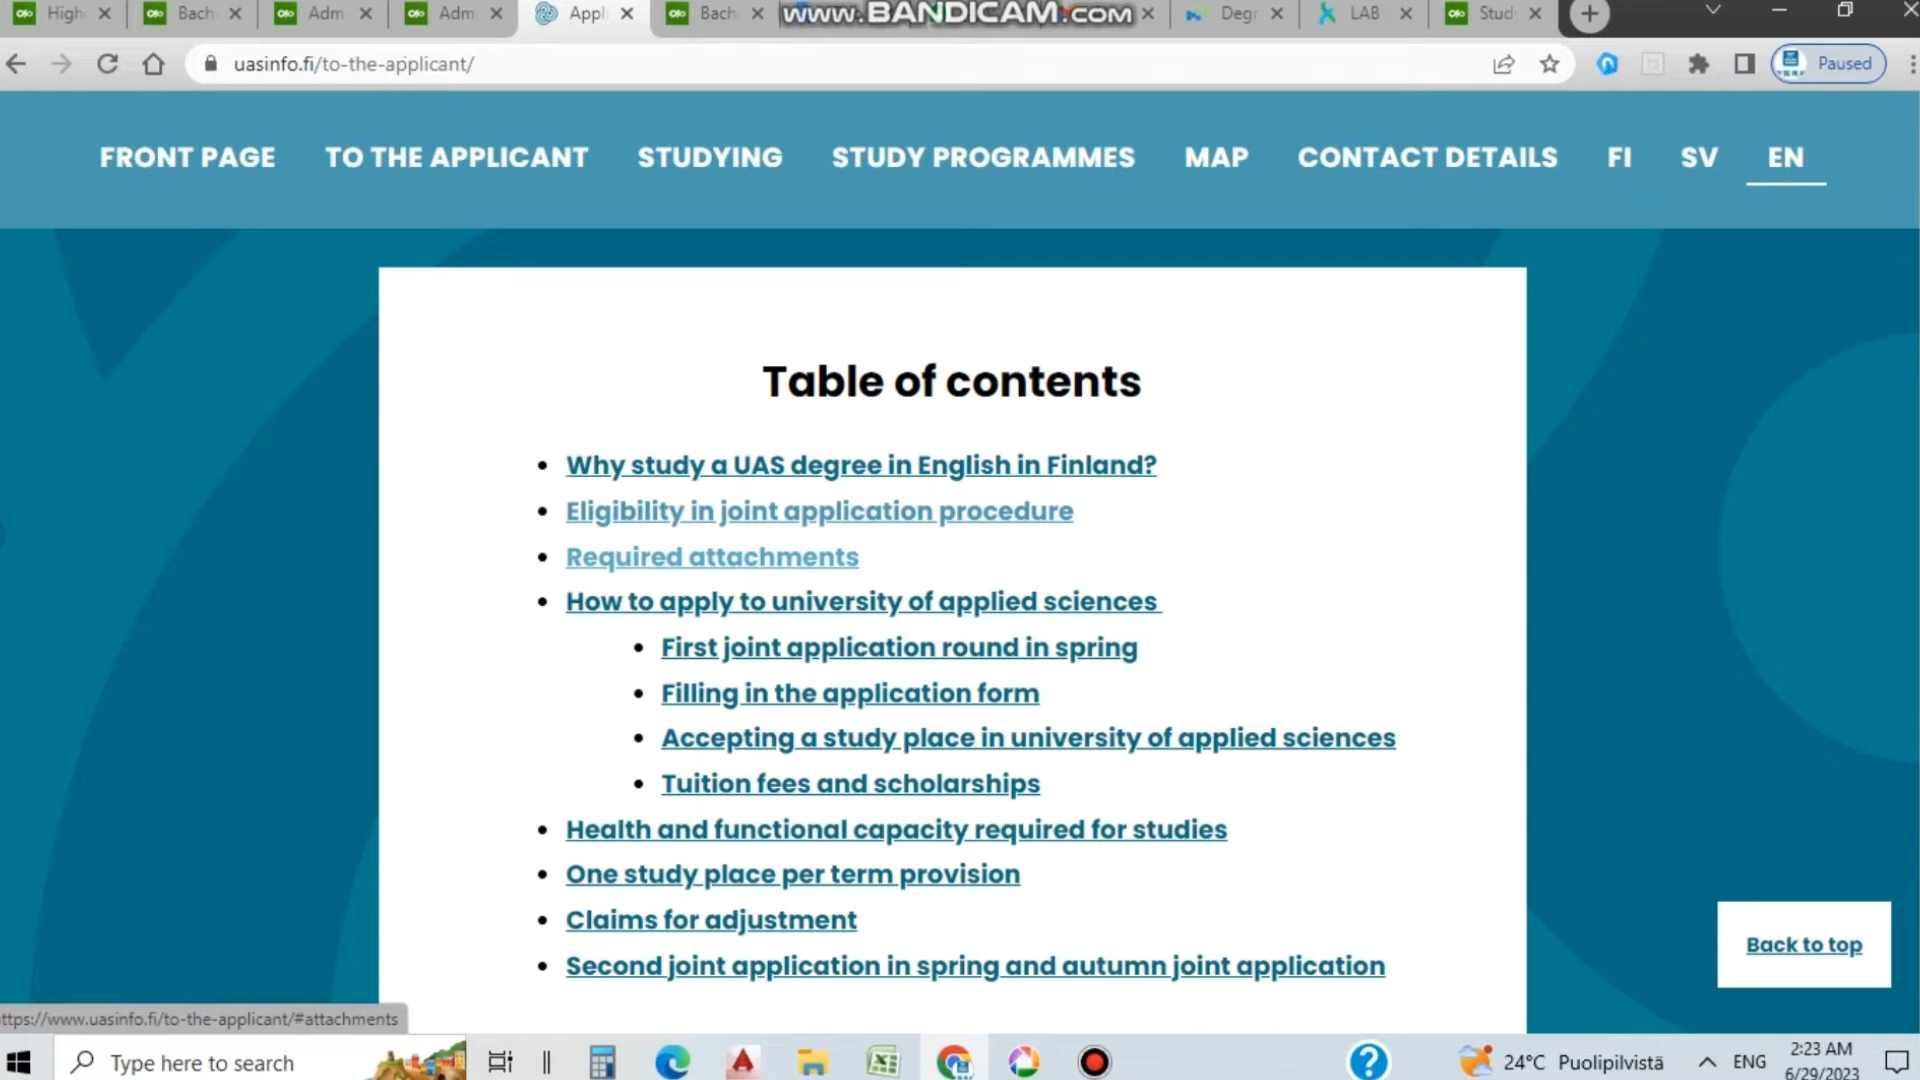 High
Bach
Adm
Adm
Appli
Bach
www.BANDICAM.com
Degr
LAB
Stud
uasinfo.fi/to-the-applicant/
Paused
FRONT PAGE
TO THE APPLICANT
STUDYING
STUDY PROGRAMMES
MAP
CONTACT DETAILS
FI
SV
EN
Table of contents
Why study a UAS degree in English in Finland?
Eligibility in joint application procedure
Required attachments
How to apply to university of applied sciences
First joint application round in spring
Filling in the application form
Accepting a study place in university of applied sciences
Tuition fees and scholarships
Health and functional capacity required for studies
One study place per term provision
Claims for adjustment
Second joint application in spring and autumn joint application
Back to top
ttps://www.uasinfo.fi/to-the-applicant/#attachments
Type here to search
24°C Puolipilvistä
ENG
2:23 AM
6/29/2023